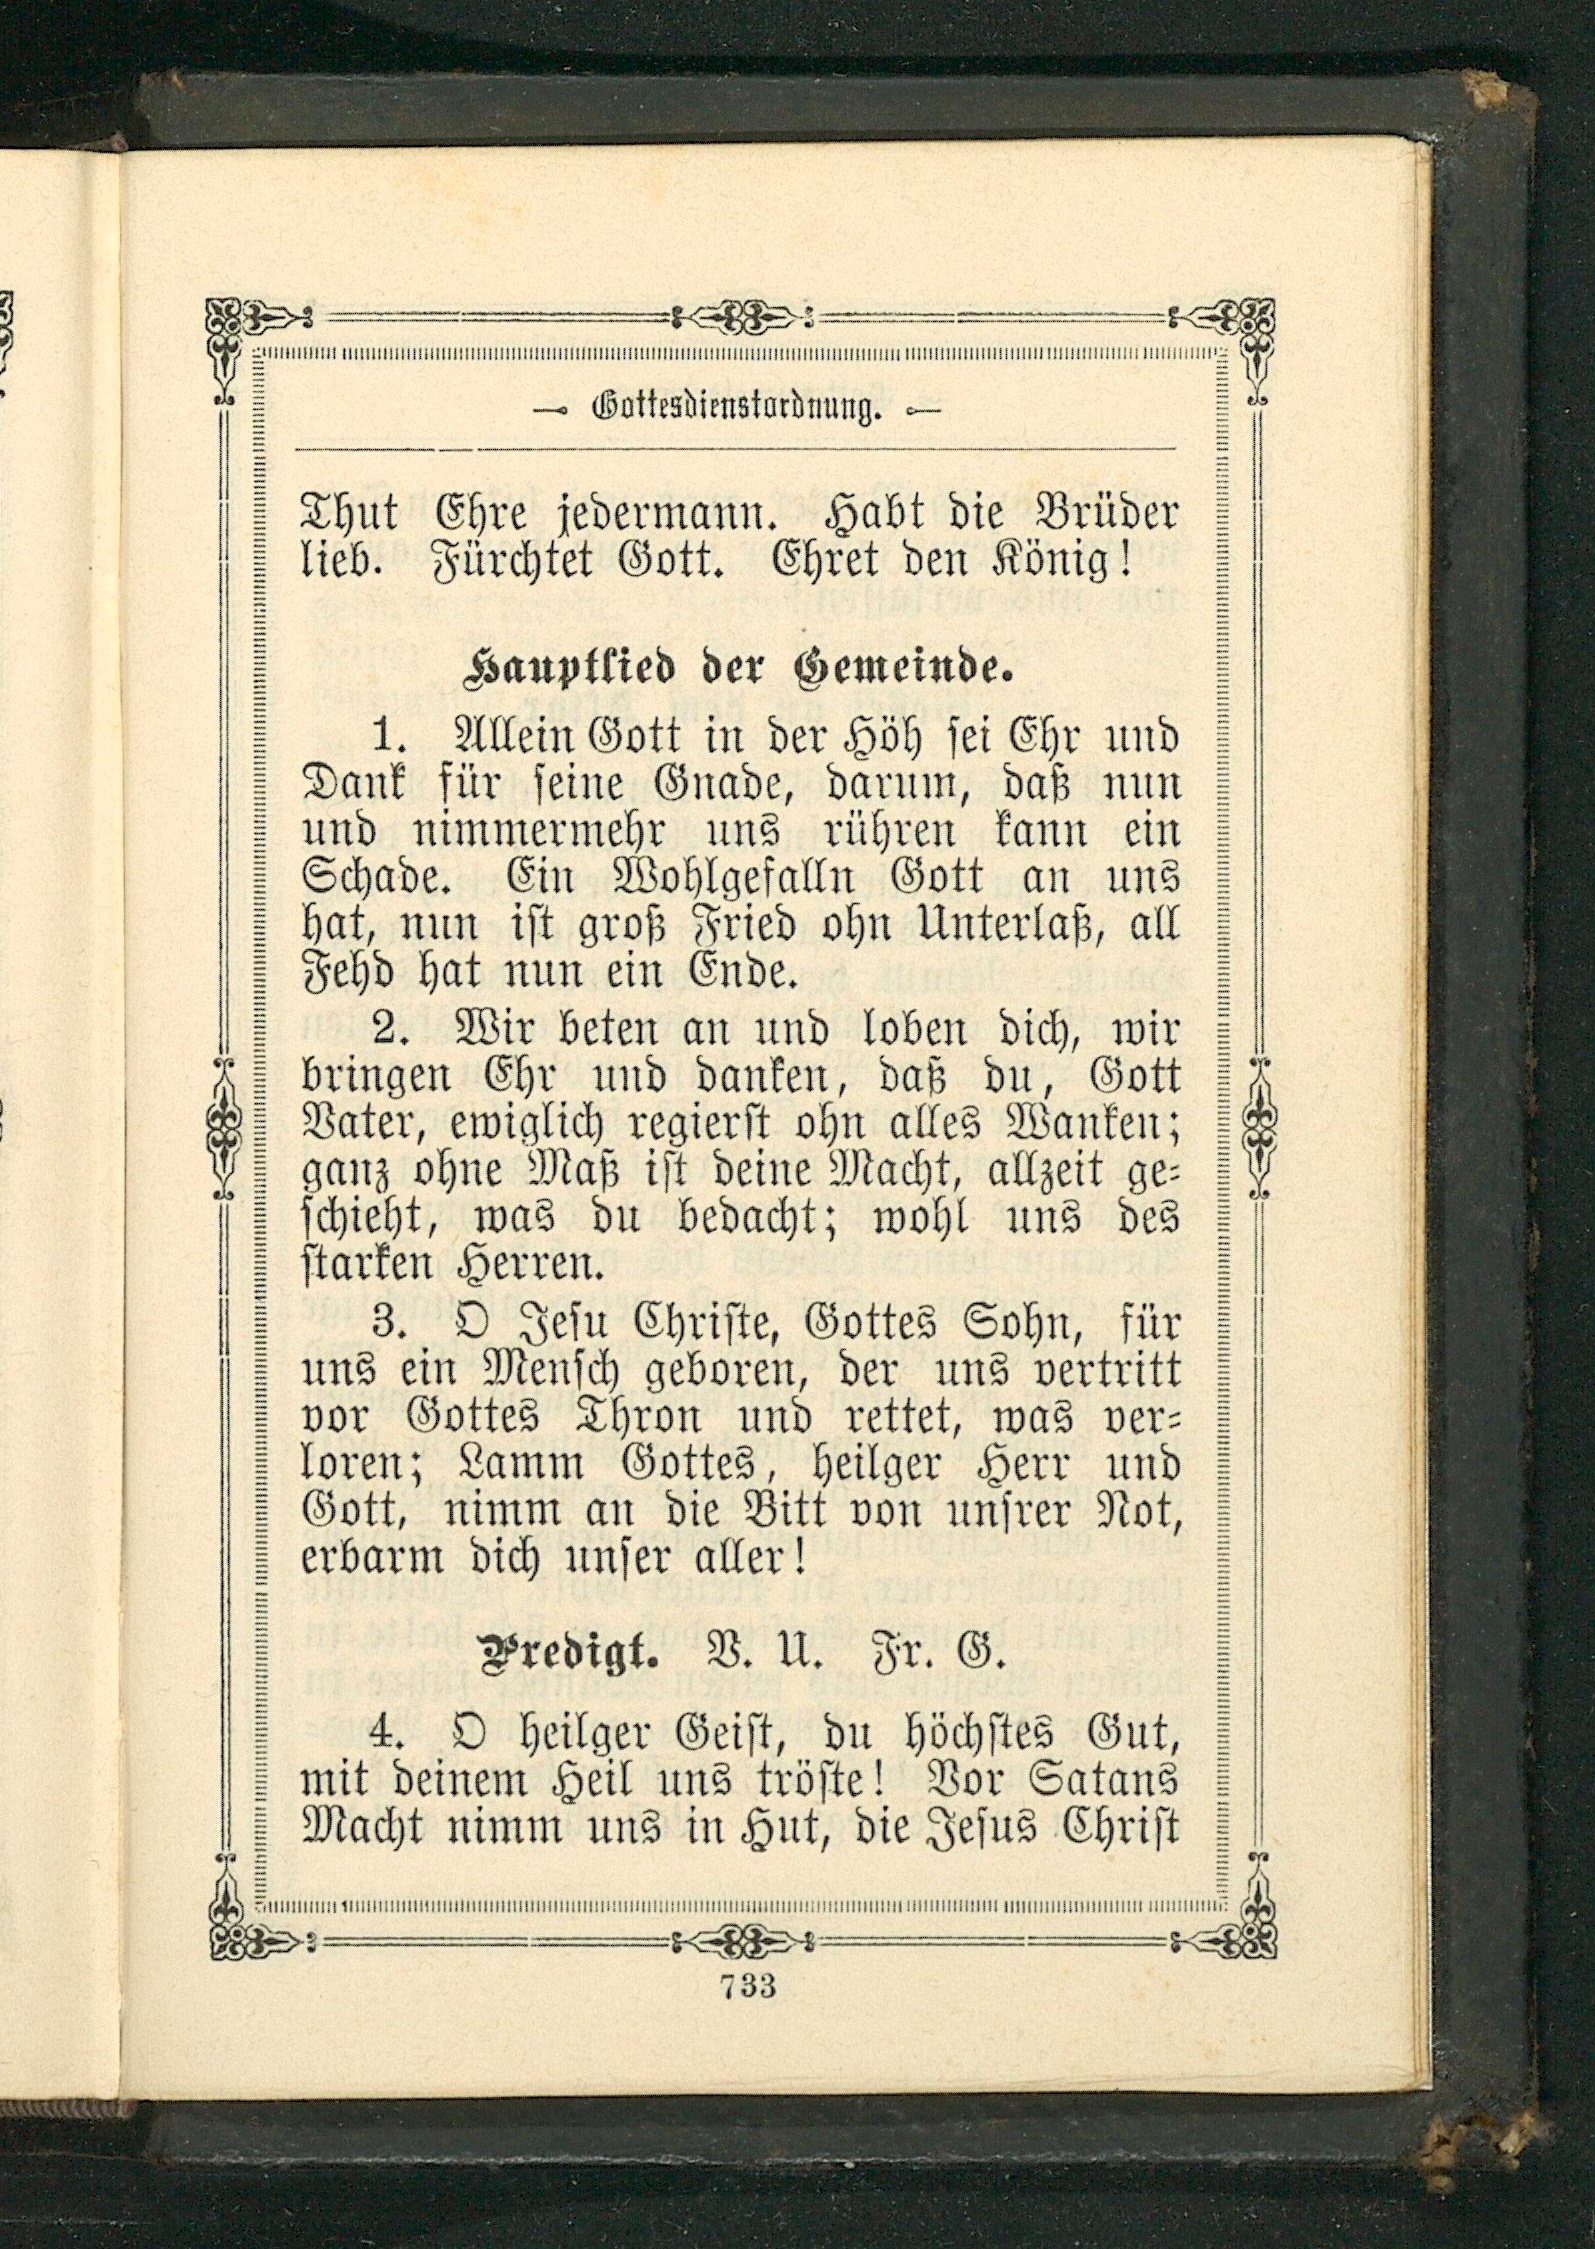 Gottesdienstordnung.
Thut Ehre jedermann. Habt die Brüder
lieb. Fürchtet Gott. Ehret den König!
Hauptlied der Gemeinde.
1. Allein Gott in der Höh sei Ehr und
Dank für seine Gnade, darum, daß nun
und nimmermehr uns rühren kann ein
Schade. Ein Wohlgefalln Gott an uns
hat, nun ist groß Fried ohn Unterlaß, all
Fehd hat nun ein Ende.
2. Wir beten an und loben dich, wir
bringen Ehr und danken, daß du, Gott
Vater, ewiglich regierst ohn alles Wanken;
ganz ohne Maß ist deine Macht, allzeit ge-
schieht, was du bedacht; wohl uns des
starken Herren.
3. O Jesu Christe, Gottes Sohn, für
uns ein Mensch geboren, der uns vertritt
vor Gottes Thron und rettet, was ver-
loren; Lamm Gottes, heilger Herr und
Gott, nimm an die Bitt von unsrer Not,
erbarm dich unser aller!
Predigt. V. U. Fr. G.
4. O heilger Geist, du höchstes Gut,
mit deinem Heil uns tröste! Vor Satans
Macht nimm uns in Hut, die Jesus Christ
733